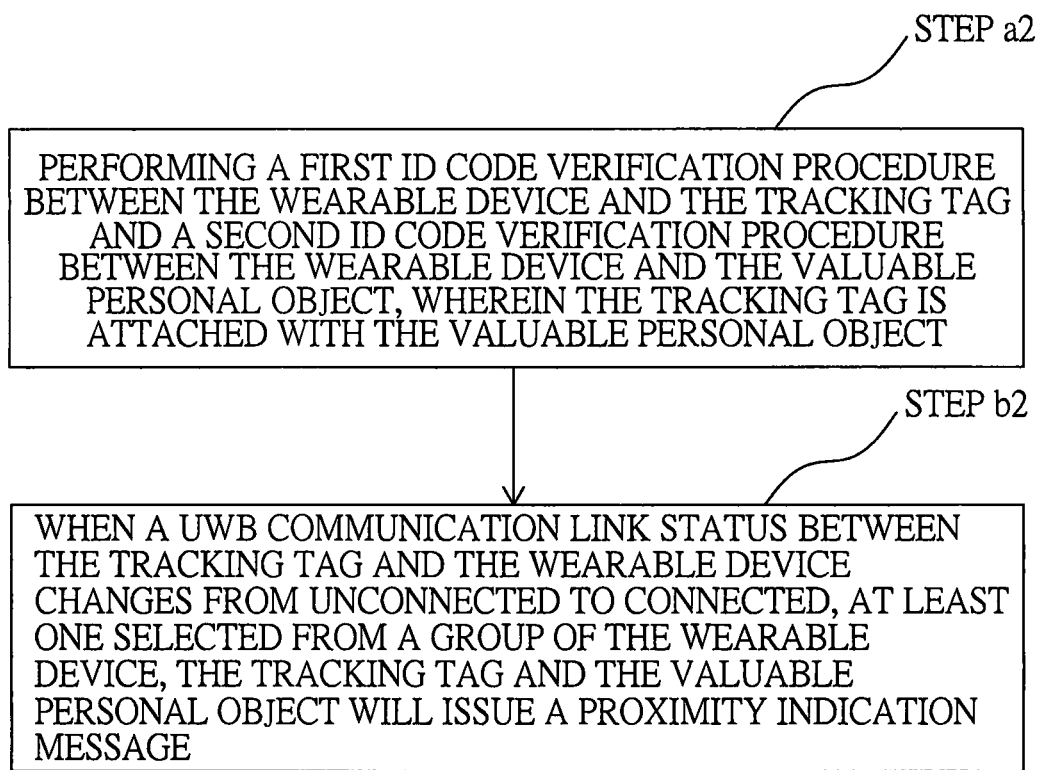 STEP a2
PERFORMING A FIRST ID CODE VERIFICATION PROCEDURE
BETWEEN THE WEARABLE DEVICE AND THE TRACKING TAG
AND A SECOND ID CODE VERIFICATION PROCEDURE
BETWEEN THE WEARABLE DEVICE AND THE VALUABLE
PERSONAL OBJECT, WHEREIN THE TRACKING TAG IS
ATTACHED WITH THE VALUABLE PERSONAL OBJECT
STEP b2
WHEN A UWB COMMUNICATION LINK STATUS BETWEEN
THE TRACKING TAG AND THE WEARABLE DEVICE
CHANGES FROM UNCONNECTED TO CONNECTED, AT LEAST
ONE SELECTED FROM A GROUP OF THE WEARABLE
DEVICE, THE TRACKING TAG AND THE VALUABLE
PERSONAL OBJECT WILL ISSUE A PROXIMITY INDICATION
MESSAGE